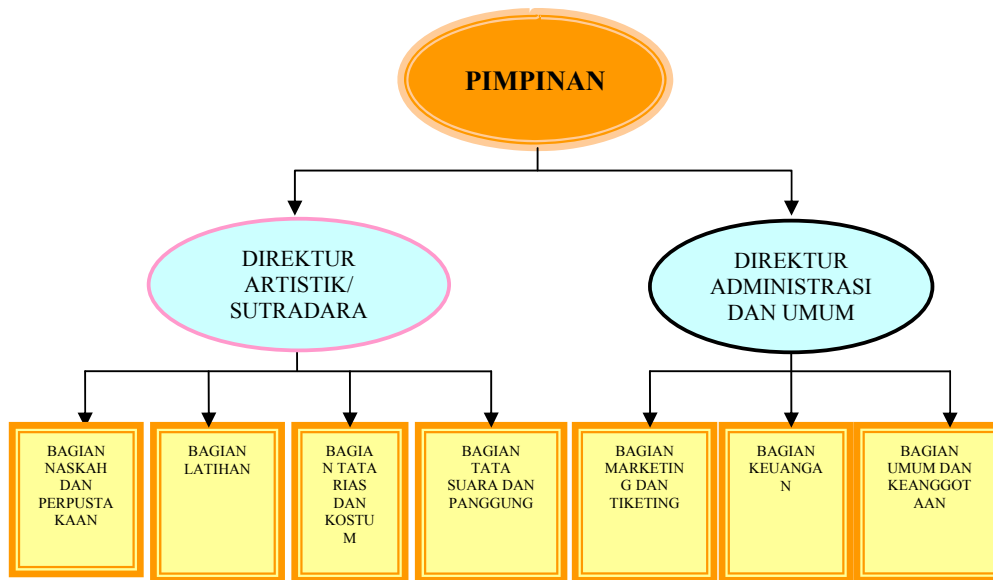 PIMPINAN
DIREKTUR
ARTISTIK/
SUTRADARA
DIREKTUR
ADMINISTRASI
DAN UMUM
BAGIAN
NASKAH
DAN
PERPUSTA
KAAN
BAGIAN
LATIHAN
BAGIA
N TATA
RIAS
DAN
KOSTU
M
BAGIAN
TATA
SUARA DAN
PANGGUNG
BAGIAN
MARKETIN
G DAN
TIKETING
BAGIAN
KEUANGA
N
BAGIAN
UMUM DAN
KEANGGOT
AAN